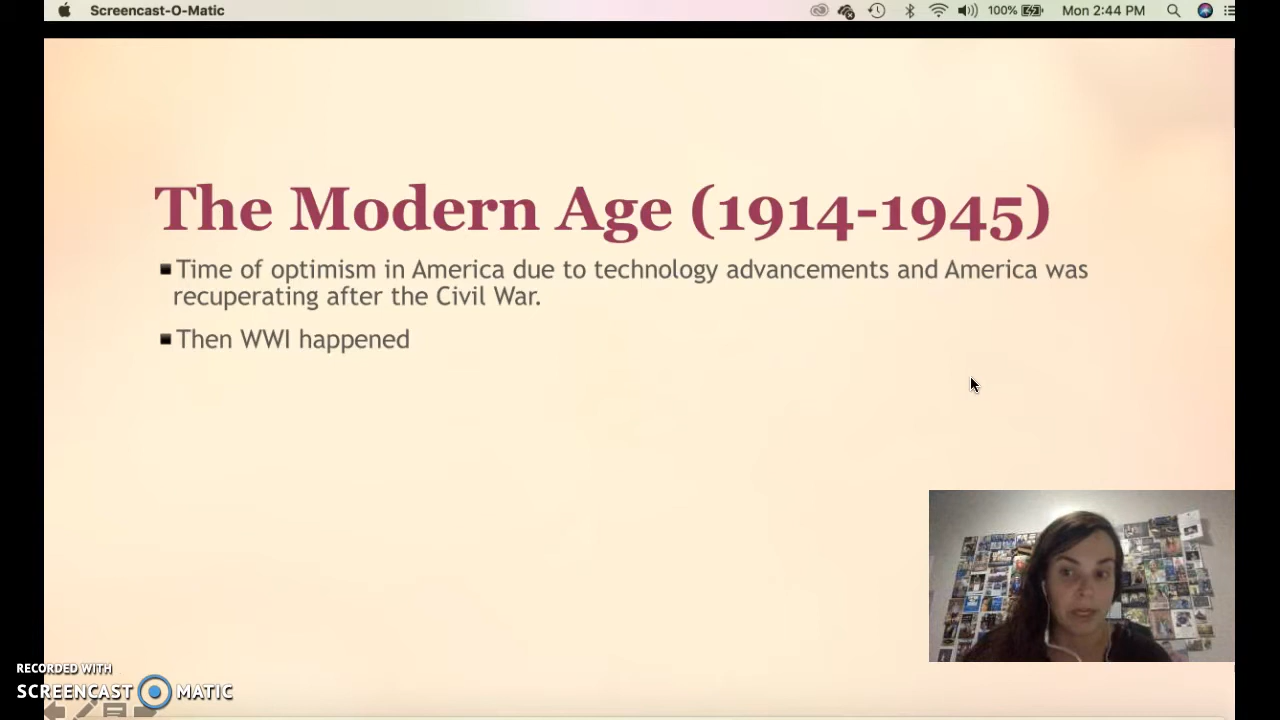 Screencast-O-Matic
100%
Mon 2:44 PM
The Modern Age (1914-1945)
Time of optimism in America due to technology advancements and America was
recuperating after the Civil War.
Then WWI happened
RECORDED WITH
SCREENCAST MATIC